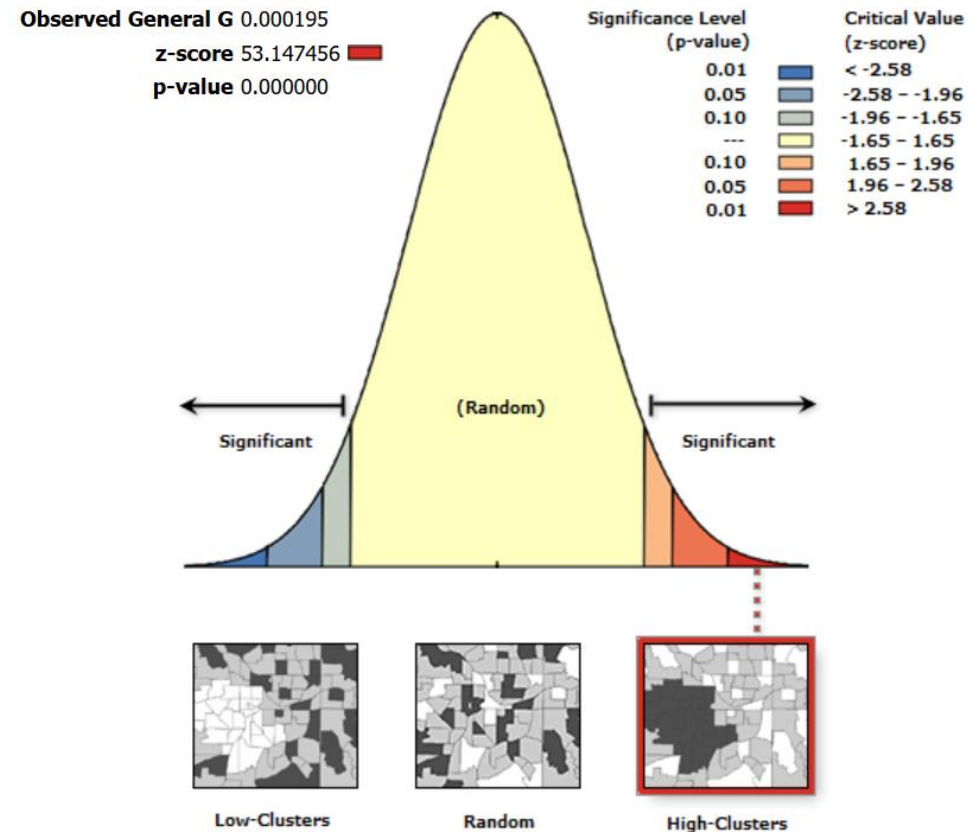 Observed General G 0.000195
z-score 53.147456
p-value 0.000000
Significance Level
(p-value)
Critical Value
(z-score)
0.01 < -2.58
0.05 -2.58 – -1.96
0.10 -1.96 – -1.65
--- -1.65 – 1.65
0.10 1.65 – 1.96
0.05 1.96 – 2.58
0.01 > 2.58
(Random)
Significant
Significant
Low-Clusters
Random
High-Clusters